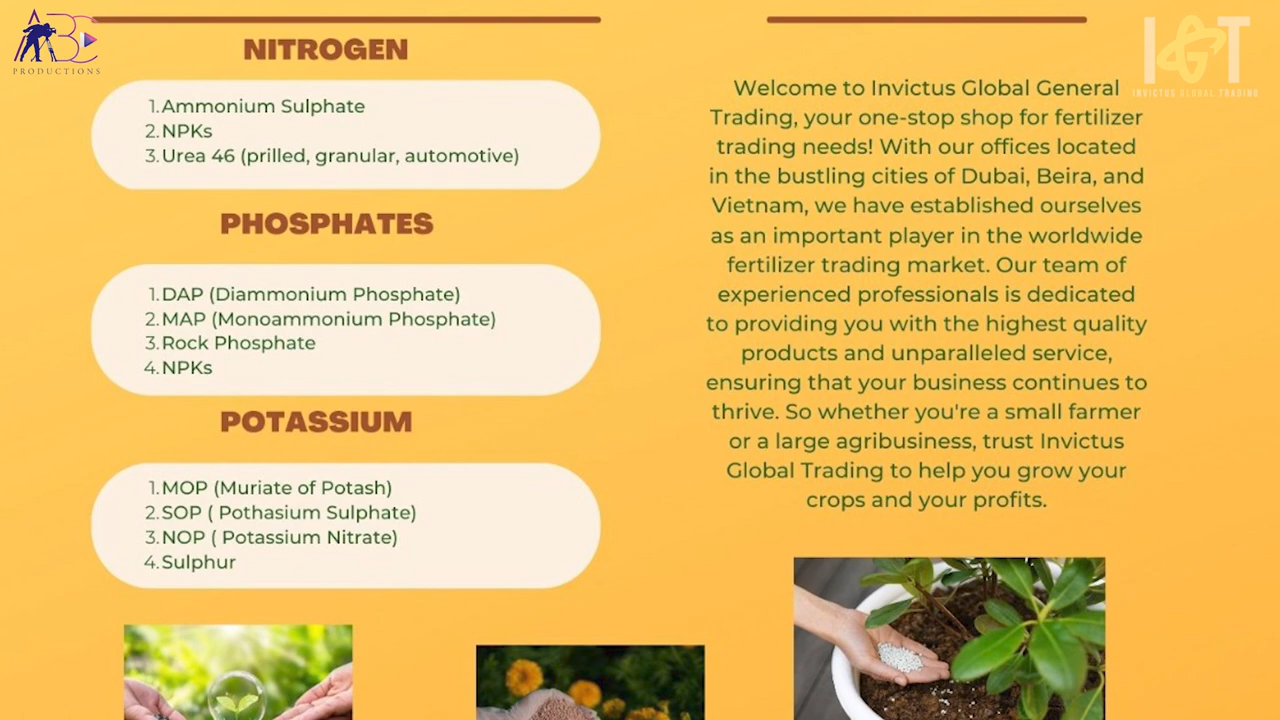 ABC
PRODUCTIONS
NITROGEN
1. Ammonium Sulphate
2. NPKs
3. Urea 46 (prilled, granular, automotive)
PHOSPHATES
1. DAP (Diammonium Phosphate)
2. MAP (Monoammonium Phosphate)
3. Rock Phosphate
4. NPKs
POTASSIUM
1. MOP (Muriate of Potash)
2. SOP ( Pothasium Sulphate)
3. NOP ( Potassium Nitrate)
4. Sulphur
IGT
INVICTUS GLOBAL TRADING
Welcome to Invictus Global General
Trading, your one-stop shop for fertilizer
trading needs! With our offices located
in the bustling cities of Dubai, Beira, and
Vietnam, we have established ourselves
as an important player in the worldwide
fertilizer trading market. Our team of
experienced professionals is dedicated
to providing you with the highest quality
products and unparalleled service,
ensuring that your business continues to
thrive. So whether you're a small farmer
or a large agribusiness, trust Invictus
Global Trading to help you grow your
crops and your profits.